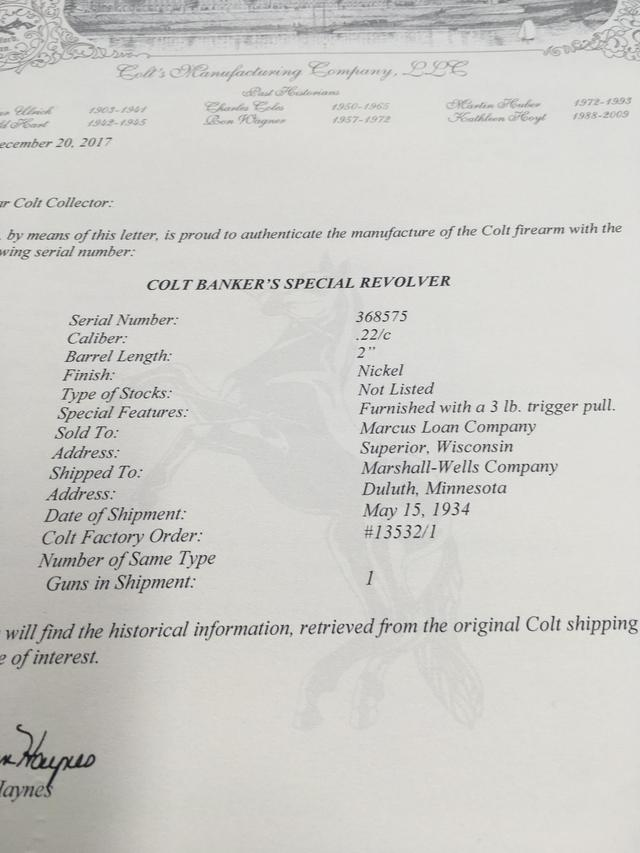 Colt's Manufacturing Company, LLC
Past Historians
Ulrich 1903-1941 Charles Coles 1950-1965 Martin Huber 1972-1993
Hart 1942-1945 Ron Wagner 1957-1972 Kathleen Hoyt 1988-2009
ecember 20, 2017
ar Colt Collector:
, by means of this letter, is proud to authenticate the manufacture of the Colt firearm with the
wing serial number:
COLT BANKER'S SPECIAL REVOLVER
Serial Number: 368575
Caliber: .22/c
Barrel Length: 2"
Finish: Nickel
Type of Stocks: Not Listed
Special Features: Furnished with a 3 lb. trigger pull.
Sold To: Marcus Loan Company
Address: Superior, Wisconsin
Shipped To: Marshall-Wells Company
Address: Duluth, Minnesota
Date of Shipment: May 15, 1934
Colt Factory Order: #13532/1
Number of Same Type
Guns in Shipment: 1
will find the historical information, retrieved from the original Colt shipping
e of interest.
Haynes
Haynes